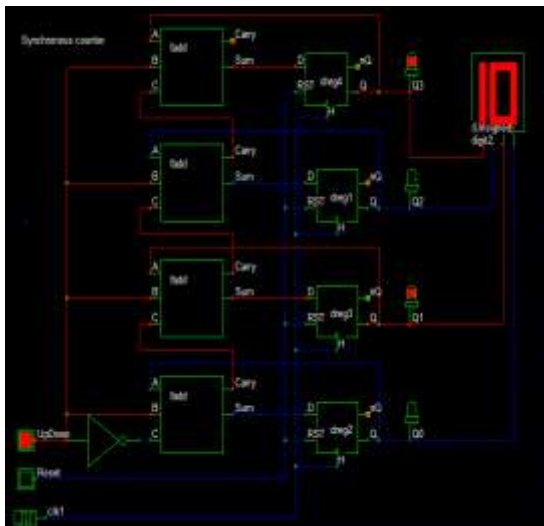 Synchronous counter
A
B
C
fadd
Carry
Sum
D
RST
dreg4
nQ
Q
H
Q3
10
A
B
C
fadd
Carry
Sum
D
RST
dreg1
nQ
Q
H
Q2
A
B
C
fadd
Carry
Sum
D
RST
dreg3
nQ
Q
H
Q1
A
B
C
fadd
Carry
Sum
D
RST
dreg2
nQ
Q
H
Q0
UpDown
Reset
clk1